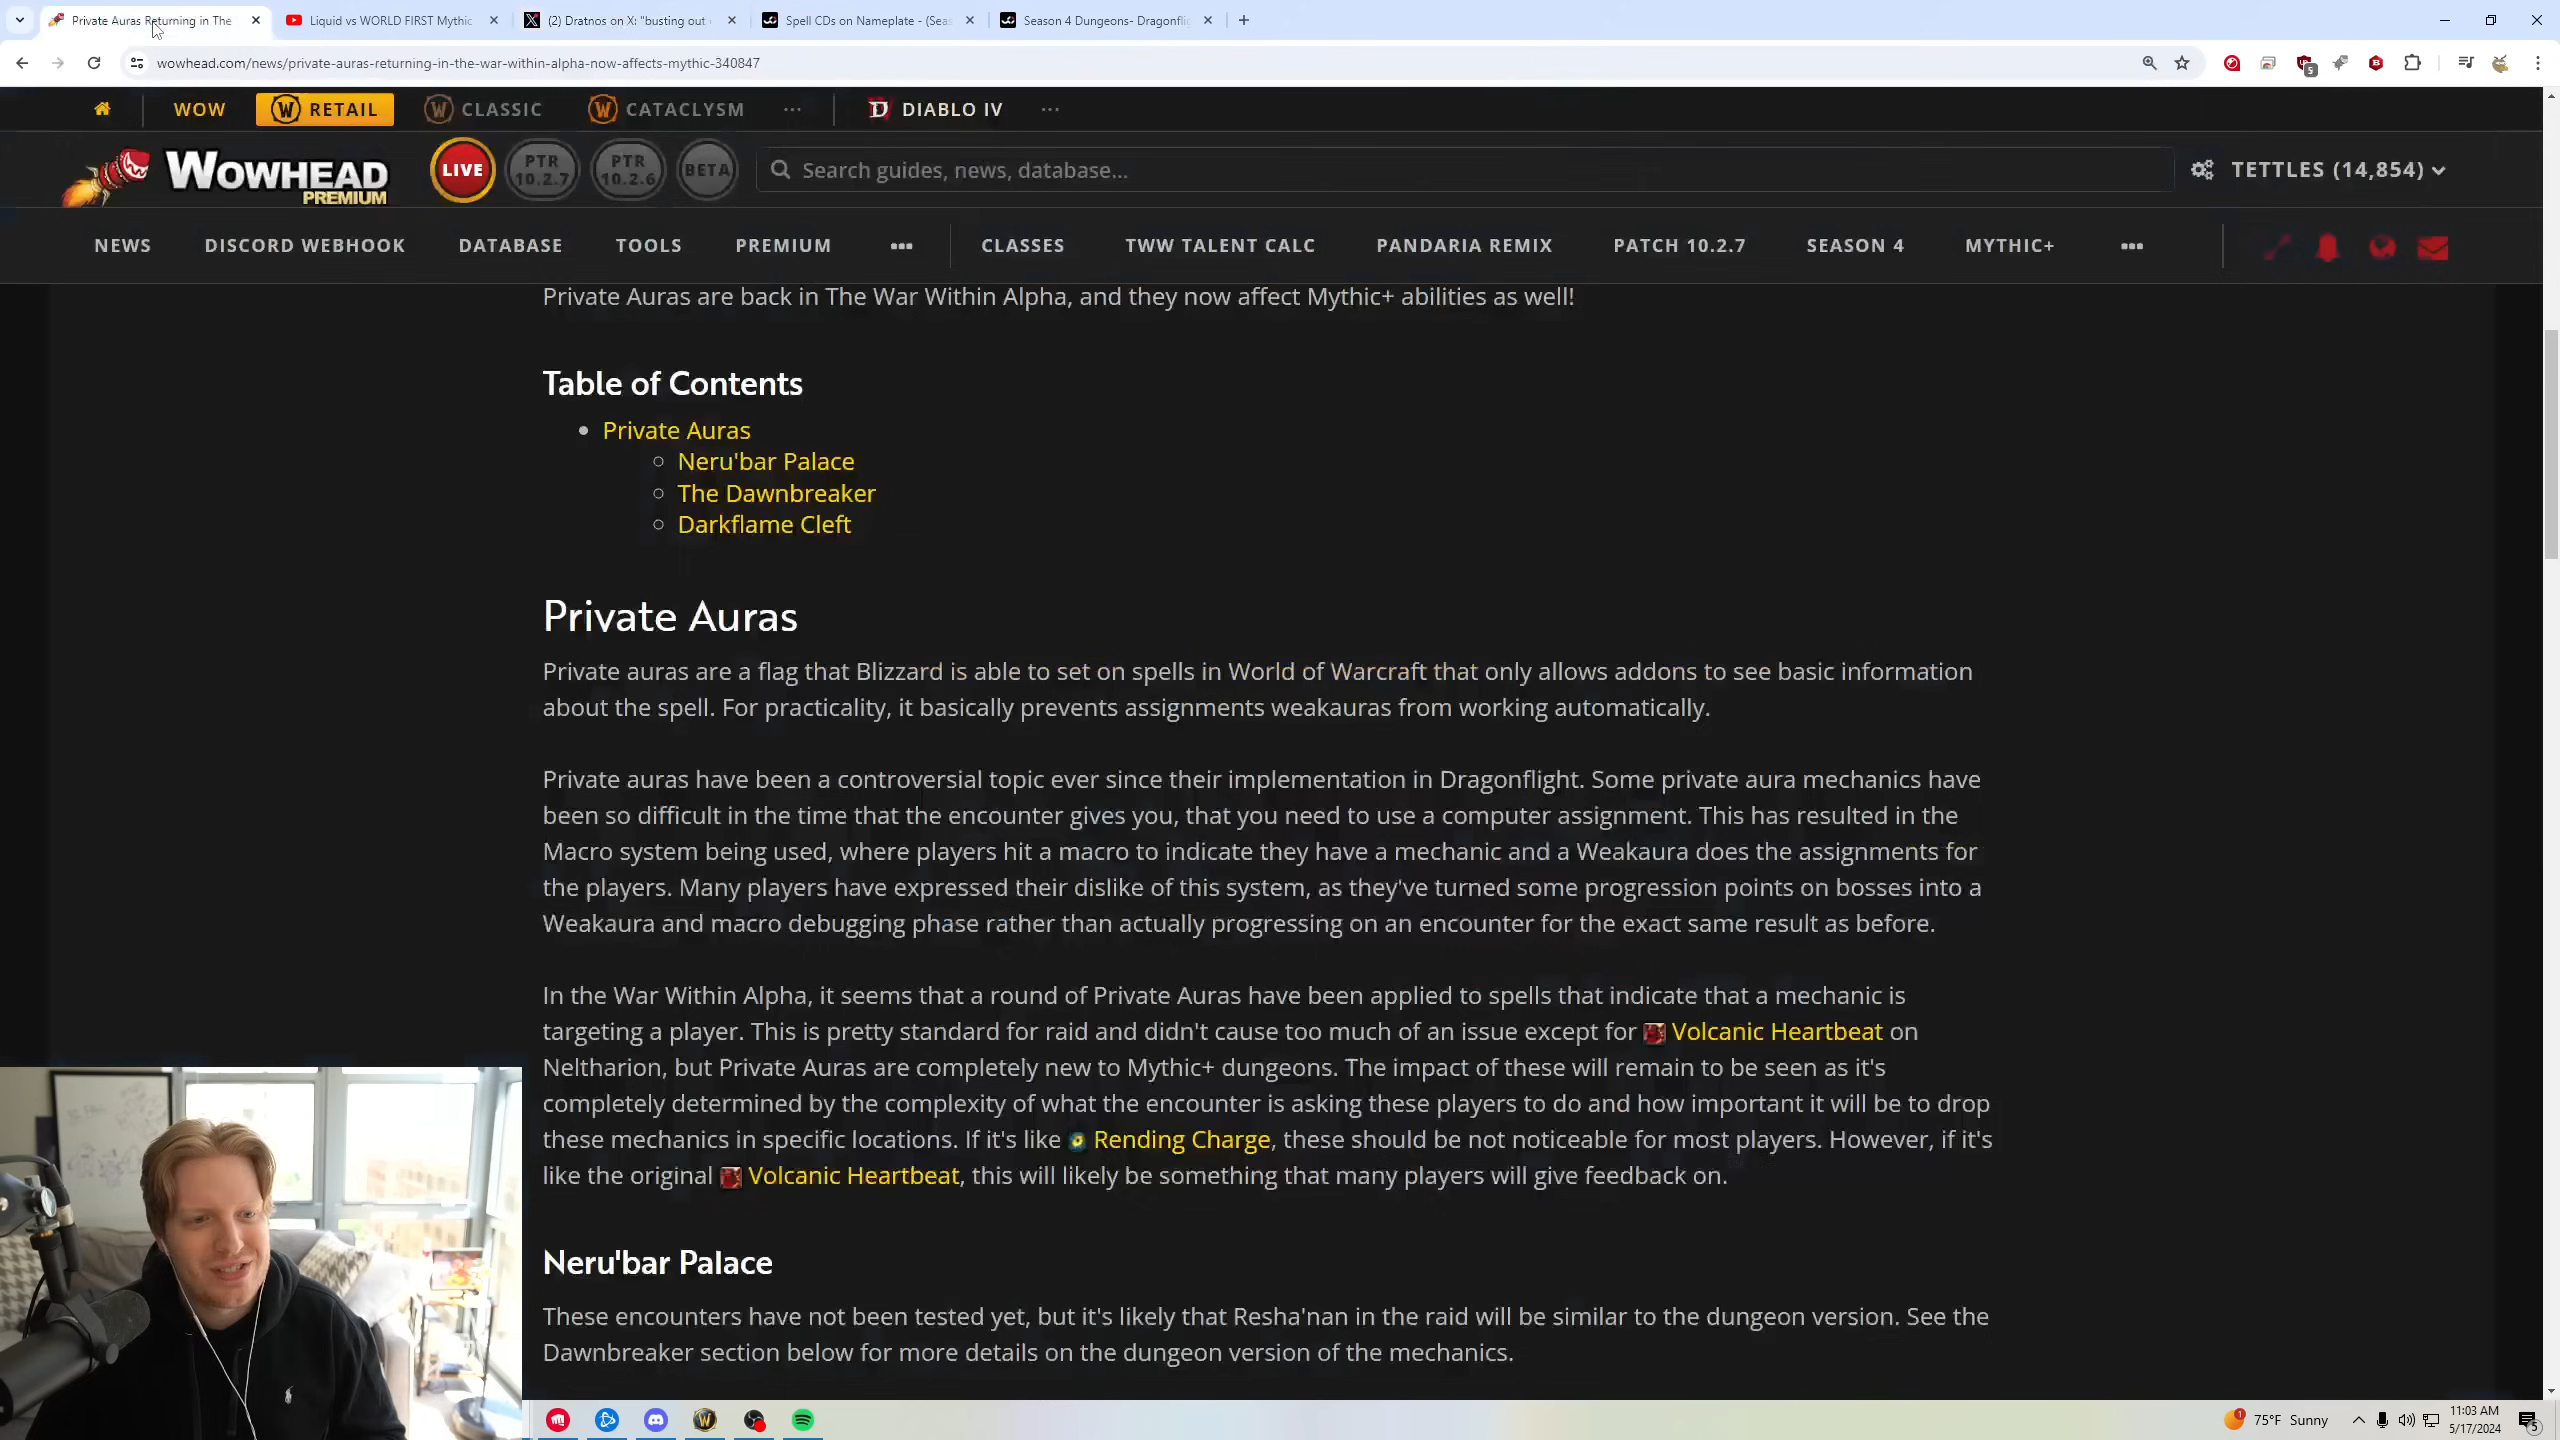 Private Auras Returning in The
Liquid vs WORLD FIRST Mythic
(2) Dratnos on X: "busting out
Spell CDs on Nameplate - (Sea
Season 4 Dungeons- Dragonfli
wowhead.com/news/private-auras-returning-in-the-war-within-alpha-now-affects-mythic-340847
5
WOW
RETAIL
CLASSIC
CATACLYSM
DIABLO IV
WOWHEAD
PREMIUM
LIVE
PTR
10.2.7
PTR
10.2.6
BETA
Search guides, news, database...
TETTLES (14,854)
NEWS
DISCORD WEBHOOK
DATABASE
TOOLS
PREMIUM
CLASSES
TWW TALENT CALC
PANDARIA REMIX
PATCH 10.2.7
SEASON 4
MYTHIC+
Private Auras are back in The War Within Alpha, and they now affect Mythic+ abilities as well!
Table of Contents
Private Auras
Neru'bar Palace
The Dawnbreaker
Darkflame Cleft
Private Auras
Private auras are a flag that Blizzard is able to set on spells in World of Warcraft that only allows addons to see basic information
about the spell. For practicality, it basically prevents assignments weakauras from working automatically.
Private auras have been a controversial topic ever since their implementation in Dragonflight. Some private aura mechanics have
been so difficult in the time that the encounter gives you, that you need to use a computer assignment. This has resulted in the
Macro system being used, where players hit a macro to indicate they have a mechanic and a Weakaura does the assignments for
the players. Many players have expressed their dislike of this system, as they've turned some progression points on bosses into a
Weakaura and macro debugging phase rather than actually progressing on an encounter for the exact same result as before.
In the War Within Alpha, it seems that a round of Private Auras have been applied to spells that indicate that a mechanic is
targeting a player. This is pretty standard for raid and didn't cause too much of an issue except for Volcanic Heartbeat on
Neltharion, but Private Auras are completely new to Mythic+ dungeons. The impact of these will remain to be seen as it's
completely determined by the complexity of what the encounter is asking these players to do and how important it will be to drop
these mechanics in specific locations. If it's like Rending Charge, these should be not noticeable for most players. However, if it's
like the original Volcanic Heartbeat, this will likely be something that many players will give feedback on.
Neru'bar Palace
These encounters have not been tested yet, but it's likely that Resha'nan in the raid will be similar to the dungeon version. See the
Dawnbreaker section below for more details on the dungeon version of the mechanics.
1
75°F Sunny
11:03 AM
5/17/2024
5